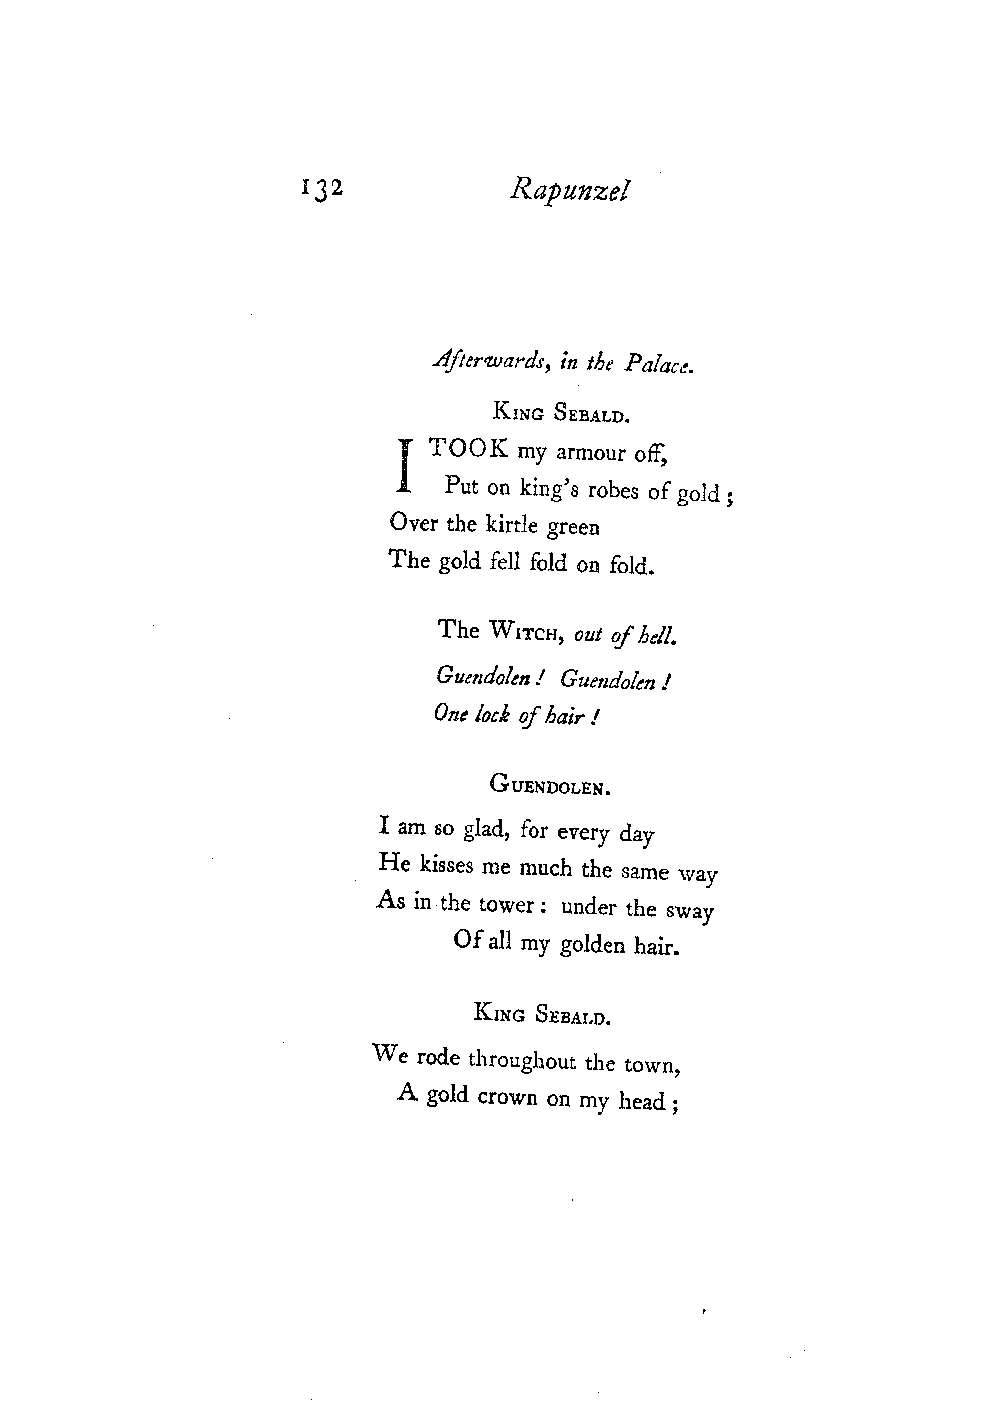 132 Rapunzel
Afterwards, in the Palace.
King Sebald.
I TOOK my armour off,
Put on king's robes of gold ;
Over the kirtle green
The gold fell fold on fold.
The Witch, out of hell.
Guendolen ! Guendolen !
One lock of hair !
Guendolen.
I am so glad, for every day
He kisses me much the same way
As in the tower : under the sway
Of all my golden hair.
King Sebald.
We rode throughout the town,
A gold crown on my head ;